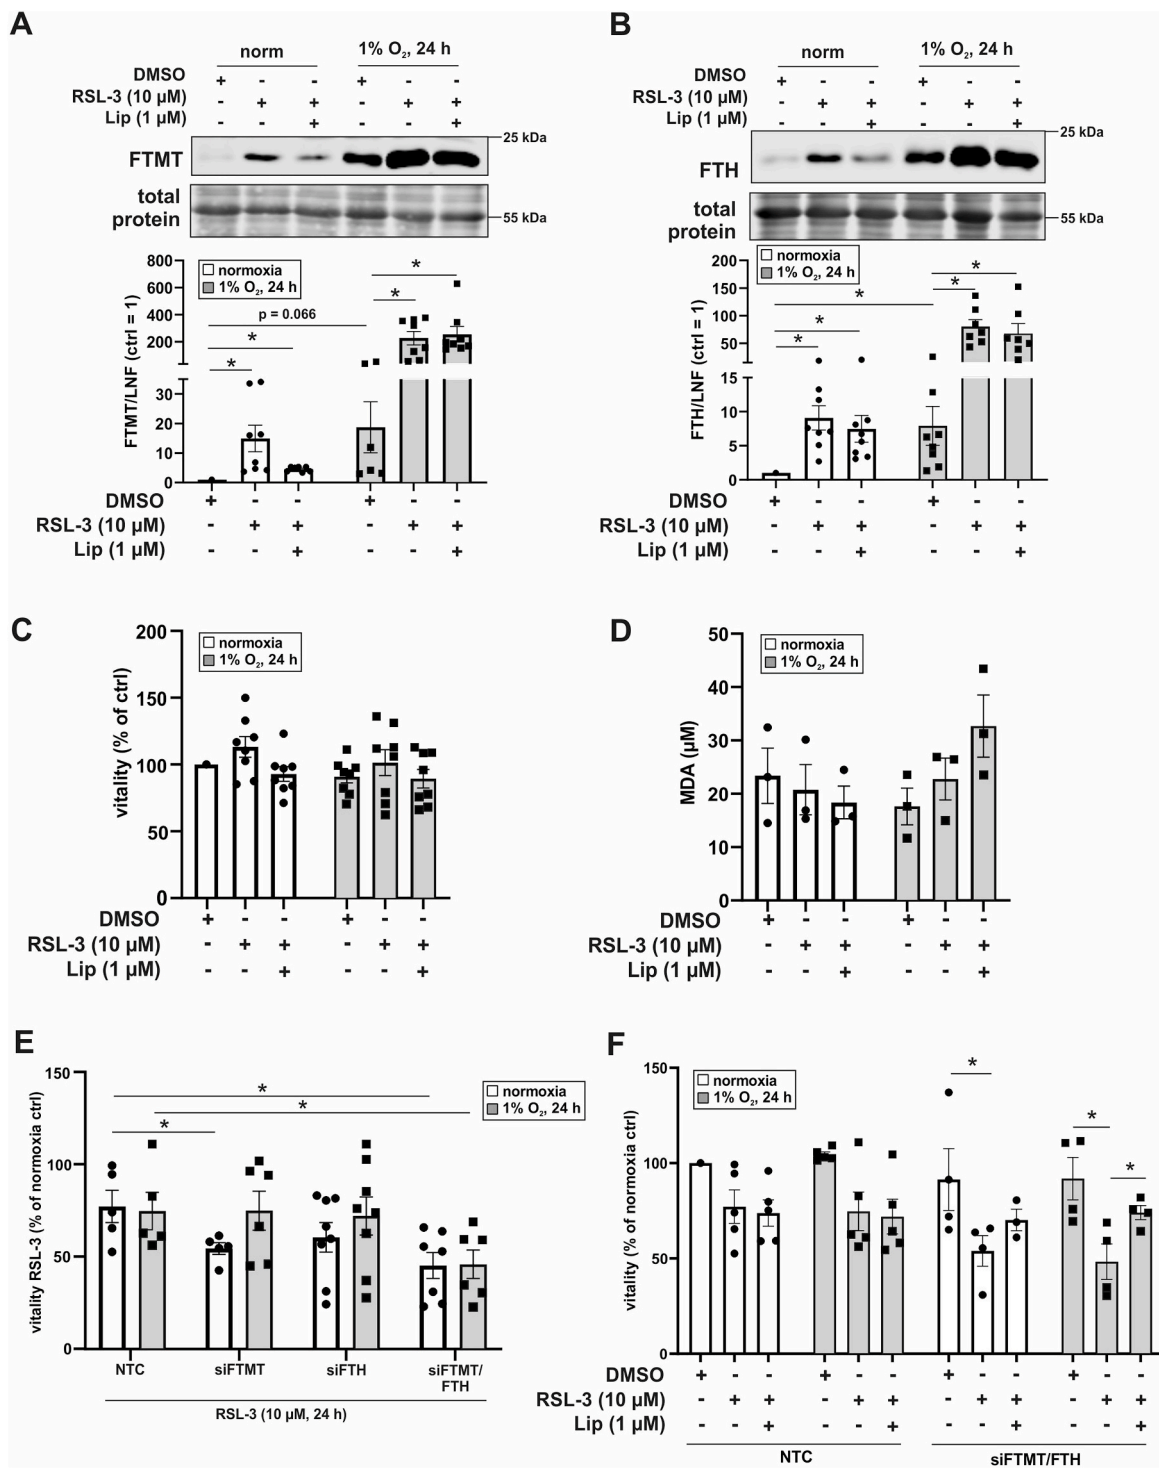 A
norm 1% O2, 24 h
DMSO + - - + - -
RSL-3 (10 µM) - + + - + +
Lip (1 µM) - - + - - +
25 kDa
FTMT
total
protein
55 kDa
FTMT/LNF (ctrl = 1)
800
600
400
200
30
20
10
0
normoxia
1% O2, 24 h
p = 0.066
* * * *
DMSO + - - + - -
RSL-3 (10 µM) - + + - + +
Lip (1 µM) - - + - - +
B
norm 1% O2, 24 h
DMSO + - - + - -
RSL-3 (10 µM) - + + - + +
Lip (1 µM) - - + - - +
25 kDa
FTH
total
protein
55 kDa
FTH/LNF (ctrl = 1)
200
150
100
50
15
10
5
0
normoxia
1% O2, 24 h
* * * * *
DMSO + - - + - -
RSL-3 (10 µM) - + + - + +
Lip (1 µM) - - + - - +
C
vitality (% of ctrl)
200
150
100
50
0
normoxia
1% O2, 24 h
DMSO + - - + - -
RSL-3 (10 µM) - + + - + +
Lip (1 µM) - - + - - +
D
MDA (µM)
50
40
30
20
10
0
normoxia
1% O2, 24 h
DMSO + - - + - -
RSL-3 (10 µM) - + + - + +
Lip (1 µM) - - + - - +
E
vitality RSL-3 (% of normoxia ctrl)
150
100
50
0
normoxia
1% O2, 24 h
* * *
NTC siFTMT siFTH siFTMT/
FTH
RSL-3 (10 µM, 24 h)
F
vitality (% of normoxia ctrl)
150
100
50
0
normoxia
1% O2, 24 h
* * *
DMSO + - - + - - + - - + - -
RSL-3 (10 µM) - + + - + + - + + - + +
Lip (1 µM) - - + - - + - - + - - +
NTC siFTMT/FTH